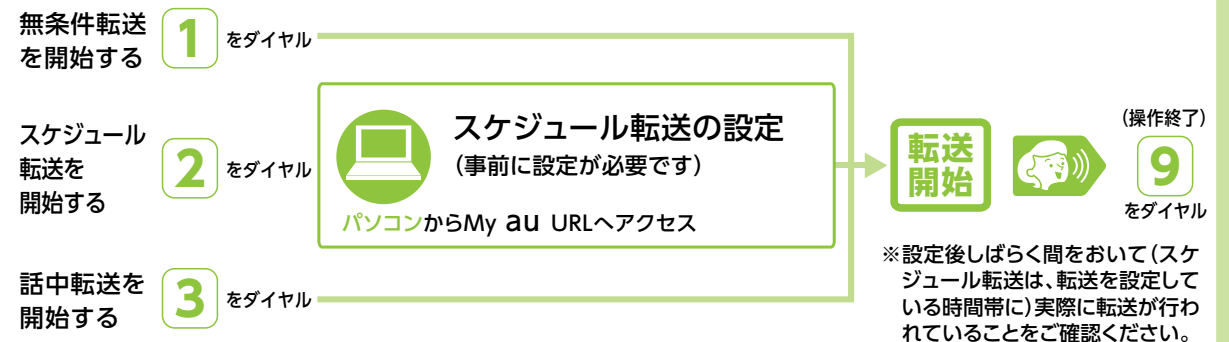 無条件転送
を開始する
1
をダイヤル
スケジュール
転送を
開始する
2
をダイヤル
スケジュール転送の設定
(事前に設定が必要です)
パソコンからMy au URLへアクセス
話中転送を
開始する
3
をダイヤル
転送
開始
(操作終了)
9
をダイヤル
※設定後しばらく間をおいて(スケ
ジュール転送は、転送を設定して
いる時間帯に)実際に転送が行わ
れていることをご確認ください。